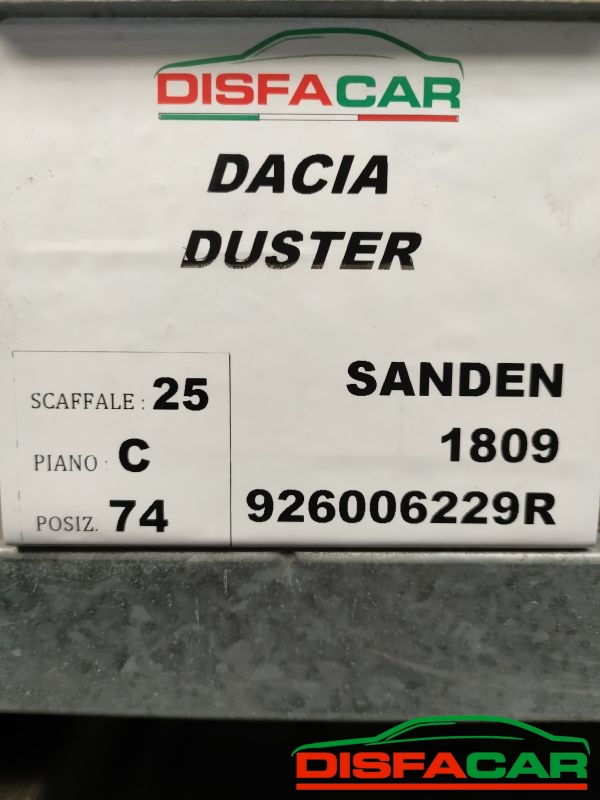 DISFACAR
DACIA
DUSTER
SCAFFALE : 25
PIANO : C
POSIZ. 74
SANDEN
1809
926006229R
DISFACAR